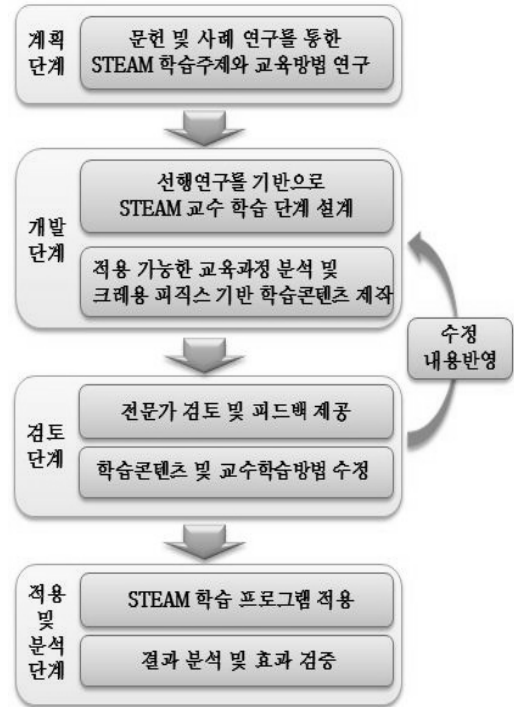 계획
단계
문헌 및 사례 연구를 통한
STEAM 학습주제와 교육방법 연구
개발
단계
선행연구를 기반으로
STEAM 교수 학습 단계 설계
적용 가능한 교육과정 분석 및
크레용 피직스 기반 학습콘텐츠 제작
수정
내용반영
검토
단계
전문가 검토 및 피드백 제공
학습콘텐츠 및 교수학습방법 수정
적용
및
분석
단계
STEAM 학습 프로그램 적용
결과 분석 및 효과 검증